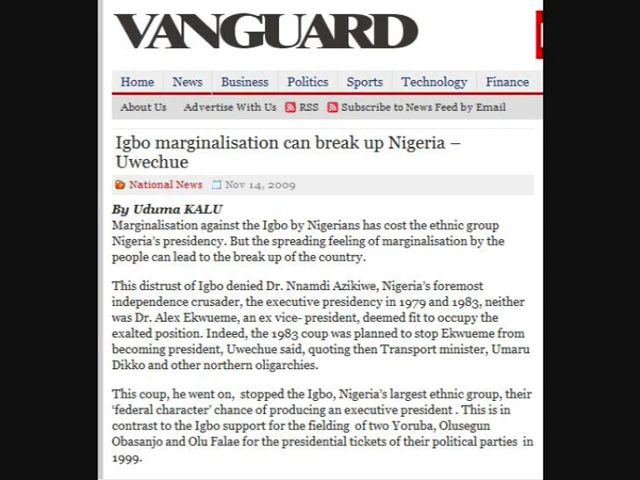 VANGUARD
Home News Business Politics Sports Technology Finance
About Us Advertise With Us RSS Subscribe to News Feed by Email
Igbo marginalisation can break up Nigeria –
Uwechue
National News Nov 14, 2009
By Uduma KALU
Marginalisation against the Igbo by Nigerians has cost the ethnic group
Nigeria's presidency. But the spreading feeling of marginalisation by the
people can lead to the break up of the country.
This distrust of Igbo denied Dr. Nnamdi Azikiwe, Nigeria's foremost
independence crusader, the executive presidency in 1979 and 1983, neither
was Dr. Alex Ekwueme, an ex vice- president, deemed fit to occupy the
exalted position. Indeed, the 1983 coup was planned to stop Ekwueme from
becoming president, Uwechue said, quoting then Transport minister, Umaru
Dikko and other northern oligarchies.
This coup, he went on, stopped the Igbo, Nigeria's largest ethnic group, their
'federal character' chance of producing an executive president . This is in
contrast to the Igbo support for the fielding of two Yoruba, Olusegun
Obasanjo and Olu Falae for the presidential tickets of their political parties in
1999.